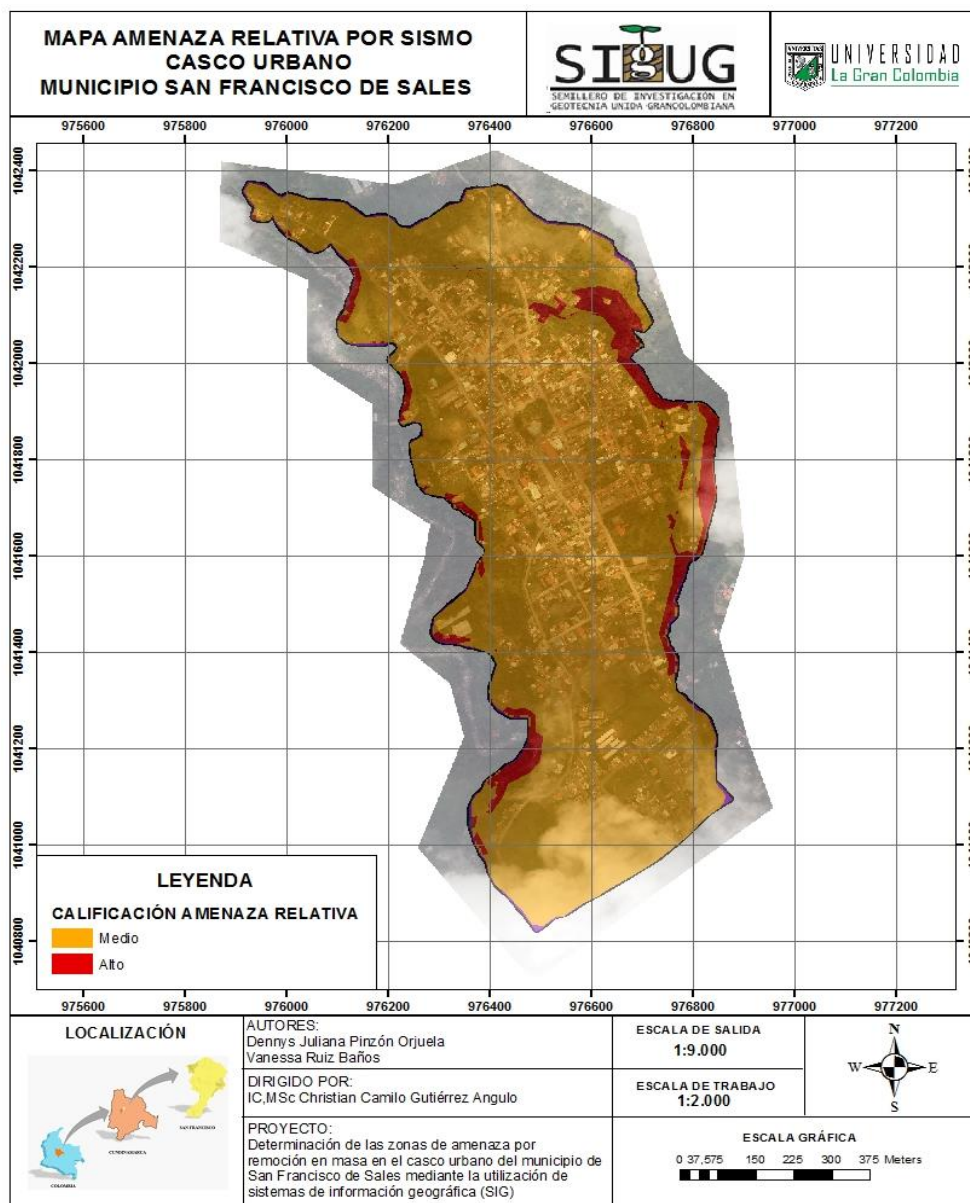 MAPA AMENAZA RELATIVA POR SISMO
CASCO URBANO
MUNICIPIO SAN FRANCISCO DE SALES
SIGUG
SEMILLERO DE INVESTIGACIÓN EN
GEOTECNIA UNIDA GRANCOLOMBIANA
UNIVERSIDAD
La Gran Colombia
975600 975800 976000 976200 976400 976600 976800 977000 977200
1042400
1042200
1042000
1041800
1041600
1041400
1041200
1041000
1040800
LEYENDA
CALIFICACIÓN AMENAZA RELATIVA
Medio
Alto
975600 975800 976000 976200 976400 976600 976800 977000 977200
LOCALIZACIÓN
SAN FRANCISCO
CUNDINAMARCA
COLOMBIA
AUTORES:
Dennys Juliana Pinzón Orjuela
Vanessa Ruiz Baños
DIRIGIDO POR:
IC,MSc Christian Camilo Gutiérrez Angulo
PROYECTO:
Determinación de las zonas de amenaza por
remoción en masa en el casco urbano del municipio de
San Francisco de Sales mediante la utilización de
sistemas de información geográfica (SIG)
ESCALA DE SALIDA
1:9.000
ESCALA DE TRABAJO
1:2.000
N
W E
S
ESCALA GRÁFICA
0 37,575 150 225 300 375 Meters